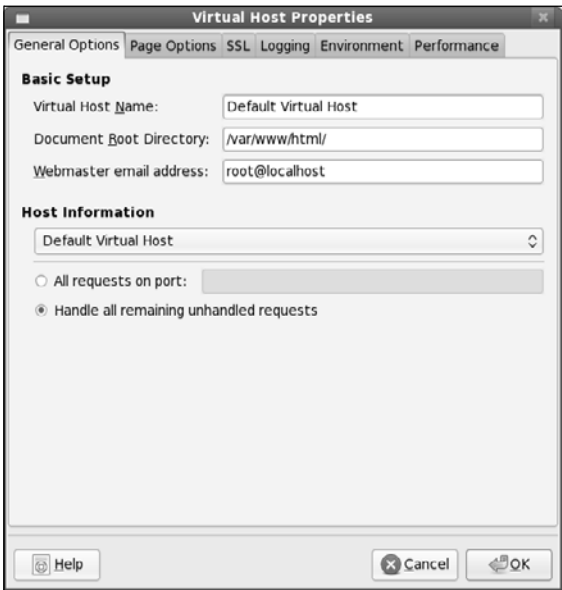 Virtual Host Properties
General Options Page Options SSL Logging Environment Performance
Basic Setup
Virtual Host Name: Default Virtual Host
Document Root Directory: /var/www/html/
Webmaster email address: root@localhost
Host Information
Default Virtual Host
All requests on port:
Handle all remaining unhandled requests
Help Cancel OK